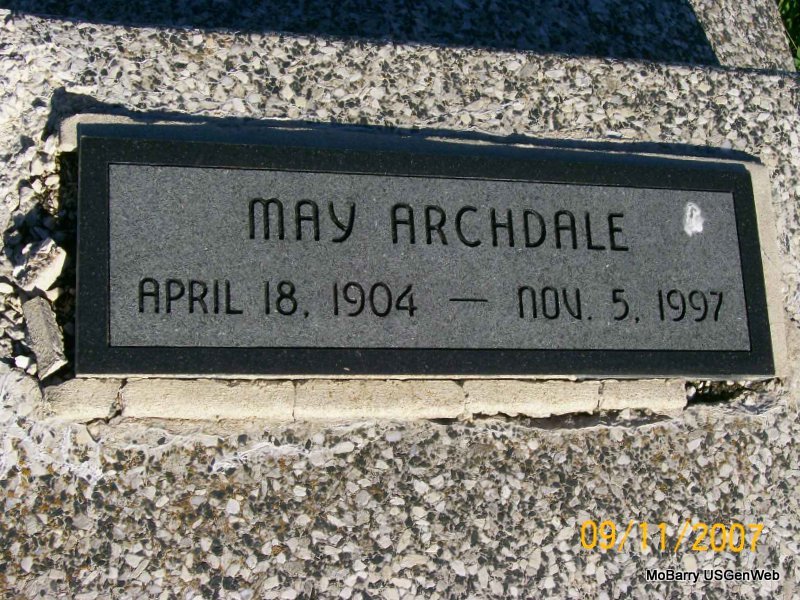 MAY ARCHDALE
APRIL 18, 1904 — NOV. 5, 1997
09/11/2007
MoBarry USGenWeb